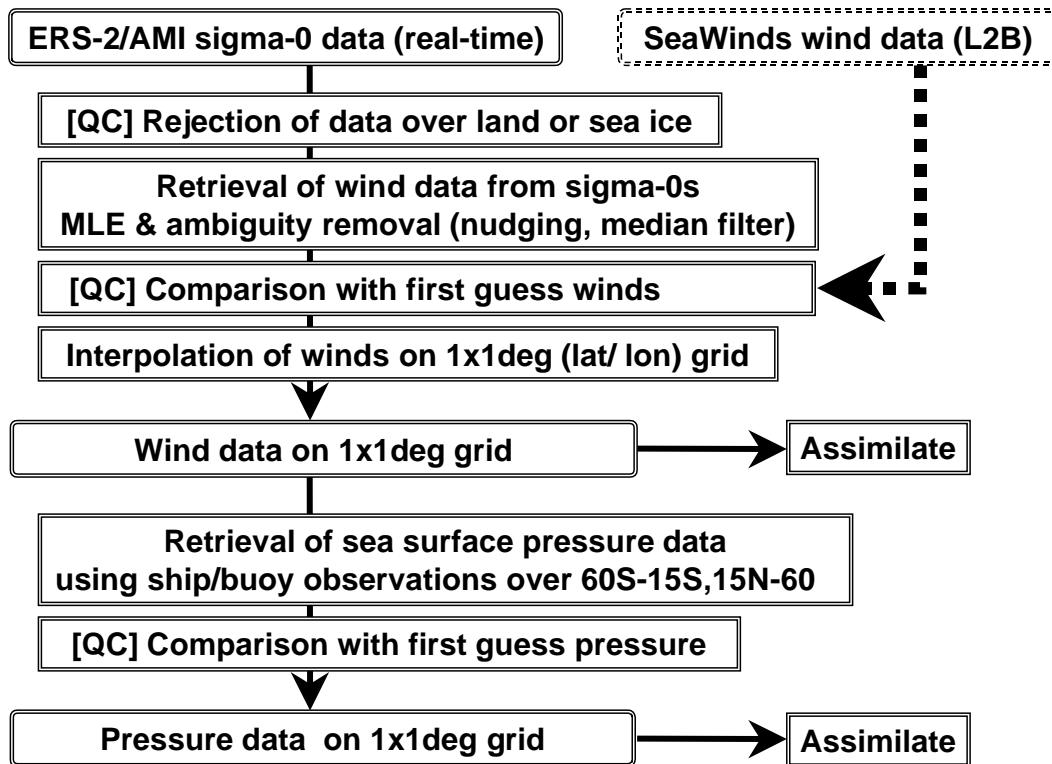 ERS-2/AMI sigma-0 data (real-time)
SeaWinds wind data (L2B)
[QC] Rejection of data over land or sea ice
Retrieval of wind data from sigma-0s
MLE & ambiguity removal (nudging, median filter)
[QC] Comparison with first guess winds
Interpolation of winds on 1x1deg (lat/ lon) grid
Wind data on 1x1deg grid
Assimilate
Retrieval of sea surface pressure data
using ship/buoy observations over 60S-15S,15N-60
[QC] Comparison with first guess pressure
Pressure data  on 1x1deg grid
Assimilate